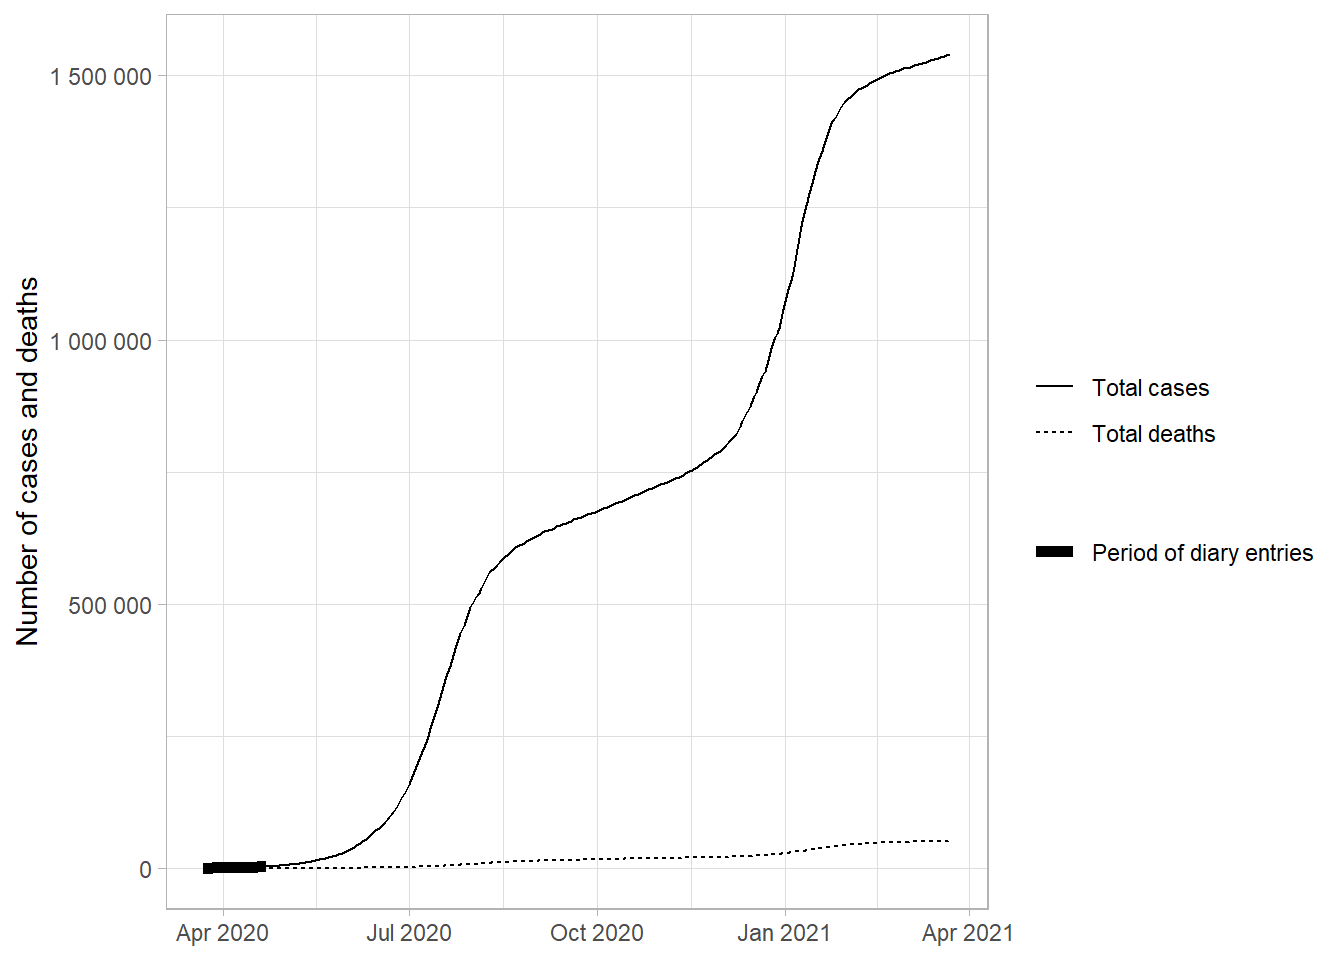 Number of cases and deaths
1 500 000
1 000 000
500 000
0
Apr 2020
Jul 2020
Oct 2020
Jan 2021
Apr 2021
Total cases
Total deaths
Period of diary entries